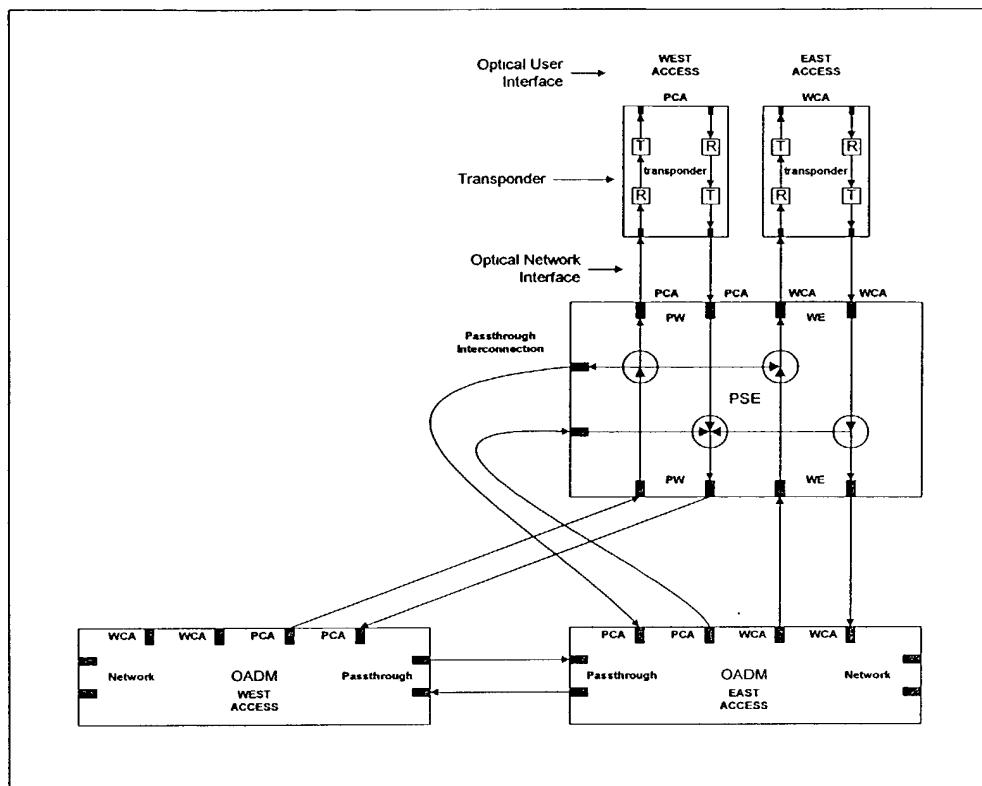 Optical User
Interface
WEST
ACCESS
EAST
ACCESS
PCA
WCA
T
R
T
R
Transponder
transponder
transponder
R
T
R
T
Optical Network
Interface
PCA
PCA
WCA
WCA
PW
WE
Passthrough
Interconnection
PSE
PW
WE
WCA
WCA
PCA
PCA
PCA
PCA
WCA
WCA
Network
OADM
Passthrough
Passthrough
OADM
Network
WEST
ACCESS
EAST
ACCESS